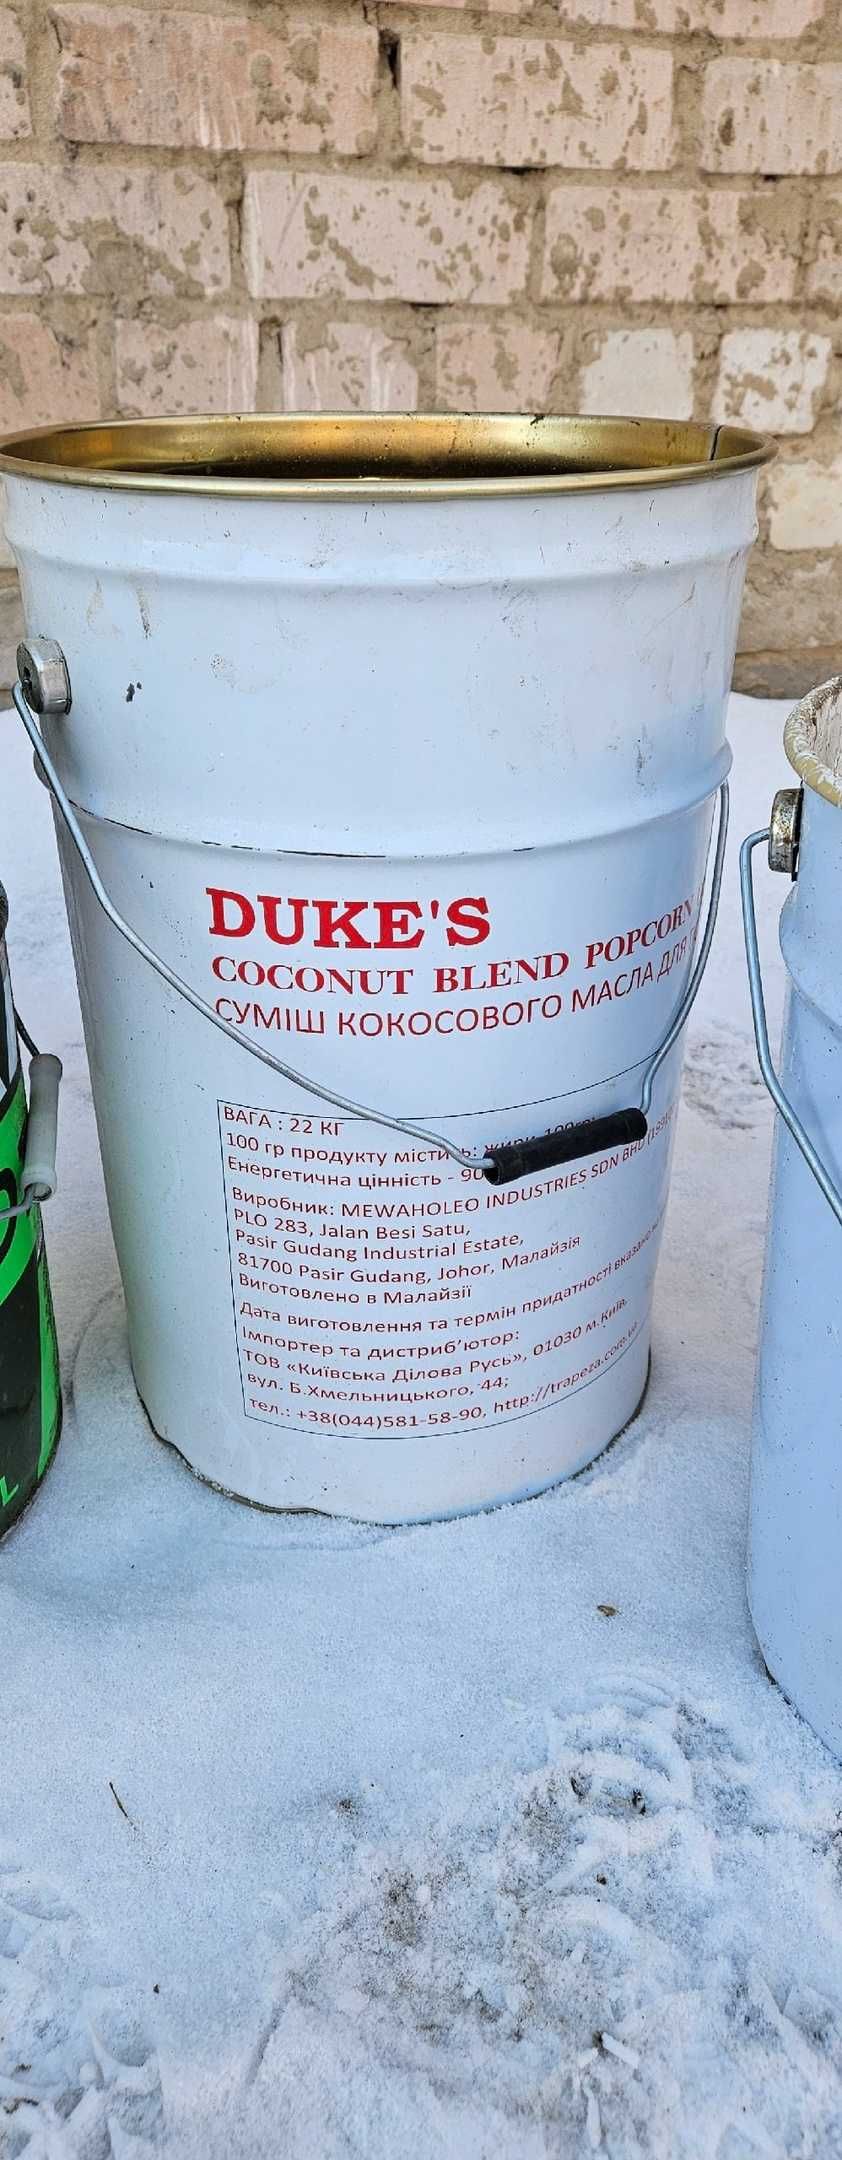 DUKE'S
COCONUT BLEND POPCORN
СУМІШ КОКОСОВОГО МАСЛА ДЛЯ
ВАГА : 22 КГ
100 гр продукту містить: жири
Енергетична цінність - 90
Виробник: MEWAHOLEO INDUSTRIES SDN BHD
PLO 283, Jalan Besi Satu,
Pasir Gudang Industrial Estate,
81700 Pasir Gudang, Johor, Малайзія
Виготовлено в Малайзії
Дата виготовлення та термін придатності вказано
Імпортер та дистриб'ютор:
ТОВ «Київська Ділова Русь», 01030 м.Київ,
вул. Б.Хмельницького, 44;
тел.: +38(044)581-58-90, http://trapeza.com.ua
L